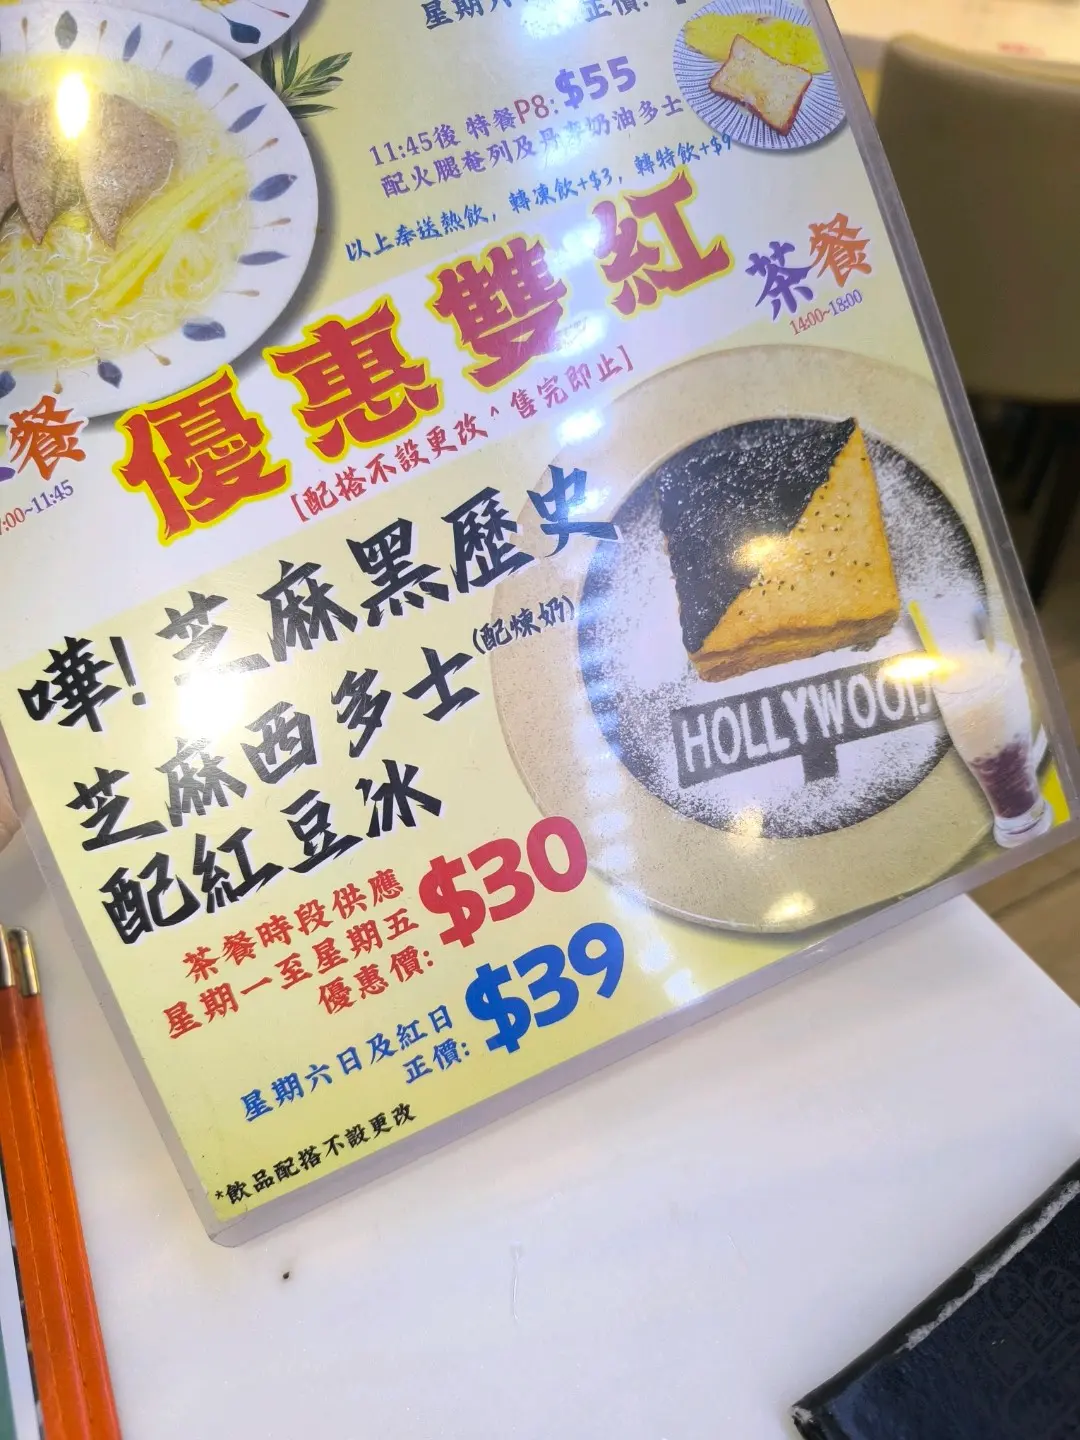 正價:
$55
11:45後 特餐P8:
配火腿奄列及丹麥奶油多士
以上奉送熱飲, 轉凍飲+$3, 轉特飲+$9
優惠雙紅
茶餐
14:00~18:00
餐
:00~11:45
[配搭不設更改^售完即止]
嘩!芝麻黑歷史
芝麻西多士(配煉奶)
配紅豆冰
HOLLYWOOD
茶餐時段供應
星期一至星期五
優惠價: $30
星期六日及紅日
正價: $39
*飲品配搭不設更改